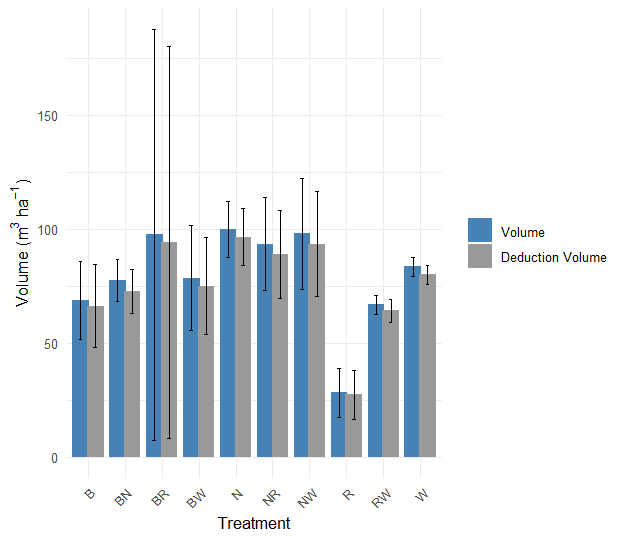 150
100
50
0
Volume (m³ ha⁻¹)
B BN BR BW N NR NW R RW W
Treatment
Volume
Deduction Volume